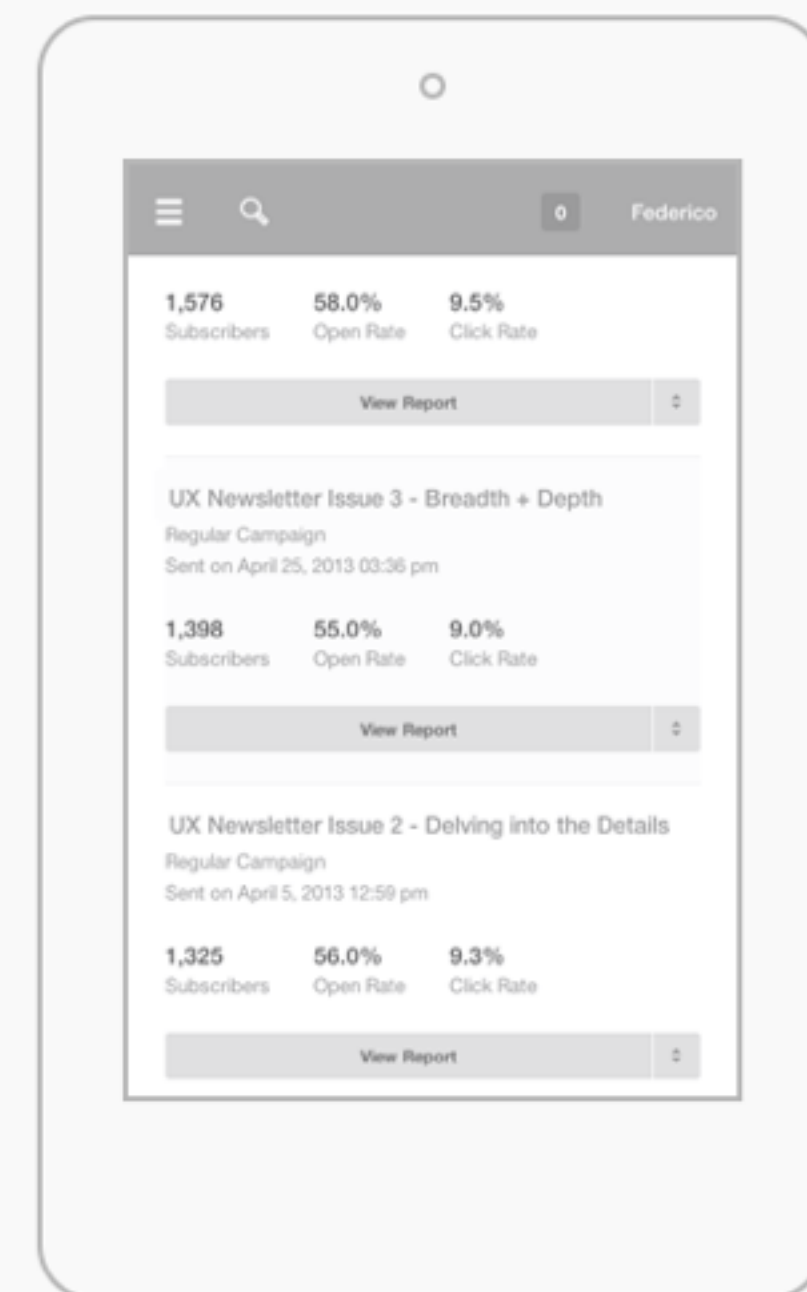 0 Federico
1,576 58.0% 9.5%
Subscribers Open Rate Click Rate
View Report
UX Newsletter Issue 3 - Breadth + Depth
Regular Campaign
Sent on April 25, 2013 03:36 pm
1,398 55.0% 9.0%
Subscribers Open Rate Click Rate
View Report
UX Newsletter Issue 2 - Delving into the Details
Regular Campaign
Sent on April 5, 2013 12:59 pm
1,325 56.0% 9.3%
Subscribers Open Rate Click Rate
View Report